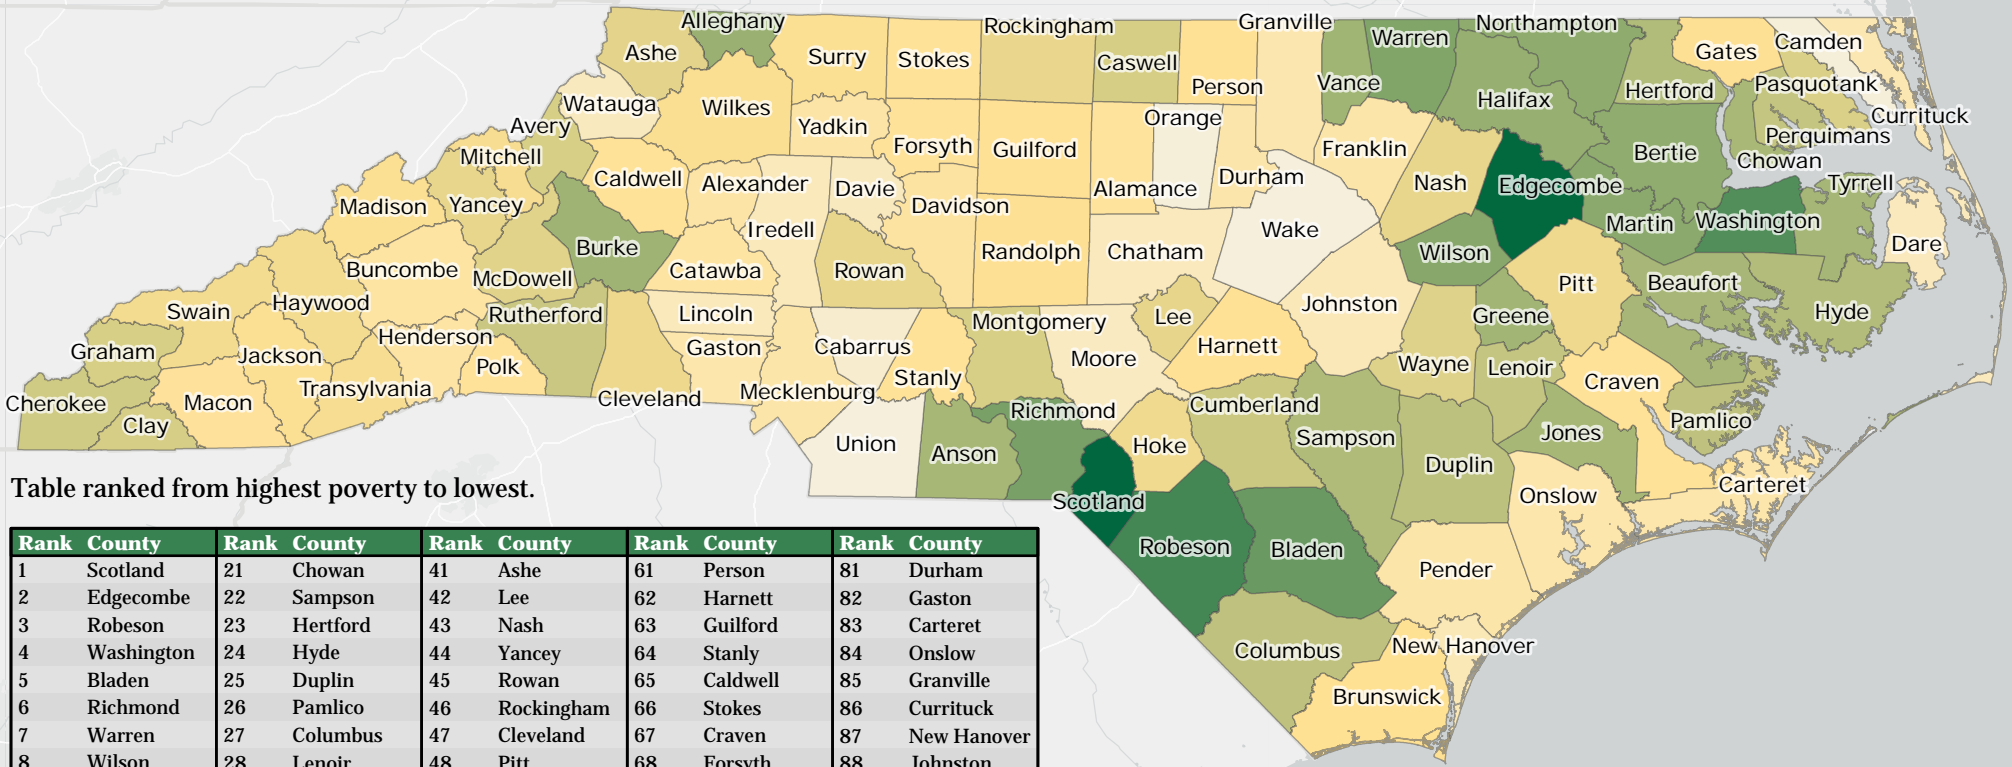 Alleghany
Ashe
Surry
Stokes
Rockingham
Caswell
Person
Granville
Vance
Warren
Northampton
Halifax
Hertford
Gates
Camden
Pasquotank
Currituck
Perquimans
Chowan
Watauga
Wilkes
Yadkin
Forsyth
Guilford
Alamance
Orange
Durham
Franklin
Nash
Edgecombe
Bertie
Martin
Washington
Tyrrell
Dare
Avery
Mitchell
Yancey
Madison
Caldwell
Alexander
Iredell
Davie
Davidson
Randolph
Chatham
Wake
Wilson
Pitt
Beaufort
Hyde
Buncombe
McDowell
Burke
Catawba
Rowan
Lincoln
Johnston
Greene
Swain
Haywood
Rutherford
Graham
Jackson
Henderson
Polk
Gaston
Cabarrus
Montgomery
Moore
Lee
Harnett
Wayne
Lenoir
Craven
Cherokee
Clay
Macon
Transylvania
Cleveland
Mecklenburg
Stanly
Union
Anson
Richmond
Scotland
Hoke
Cumberland
Sampson
Duplin
Jones
Pamlico
Carteret
Onslow
Robeson
Bladen
Pender
Columbus
New Hanover
Brunswick
Table ranked from highest poverty to lowest.
Rank County Rank County Rank County Rank County Rank County
1 Scotland 21 Chowan 41 Ashe 61 Person 81 Durham
2 Edgecombe 22 Sampson 42 Lee 62 Harnett 82 Gaston
3 Robeson 23 Hertford 43 Nash 63 Guilford 83 Carteret
4 Washington 24 Hyde 44 Yancey 64 Stanly 84 Onslow
5 Bladen 25 Duplin 45 Rowan 65 Caldwell 85 Granville
6 Richmond 26 Pamlico 46 Rockingham 66 Stokes 86 Currituck
7 Warren 27 Columbus 47 Cleveland 67 Craven 87 New Hanover
8 Wilson 28 Lenoir 48 Pitt 68 Forsyth 88 Johnston